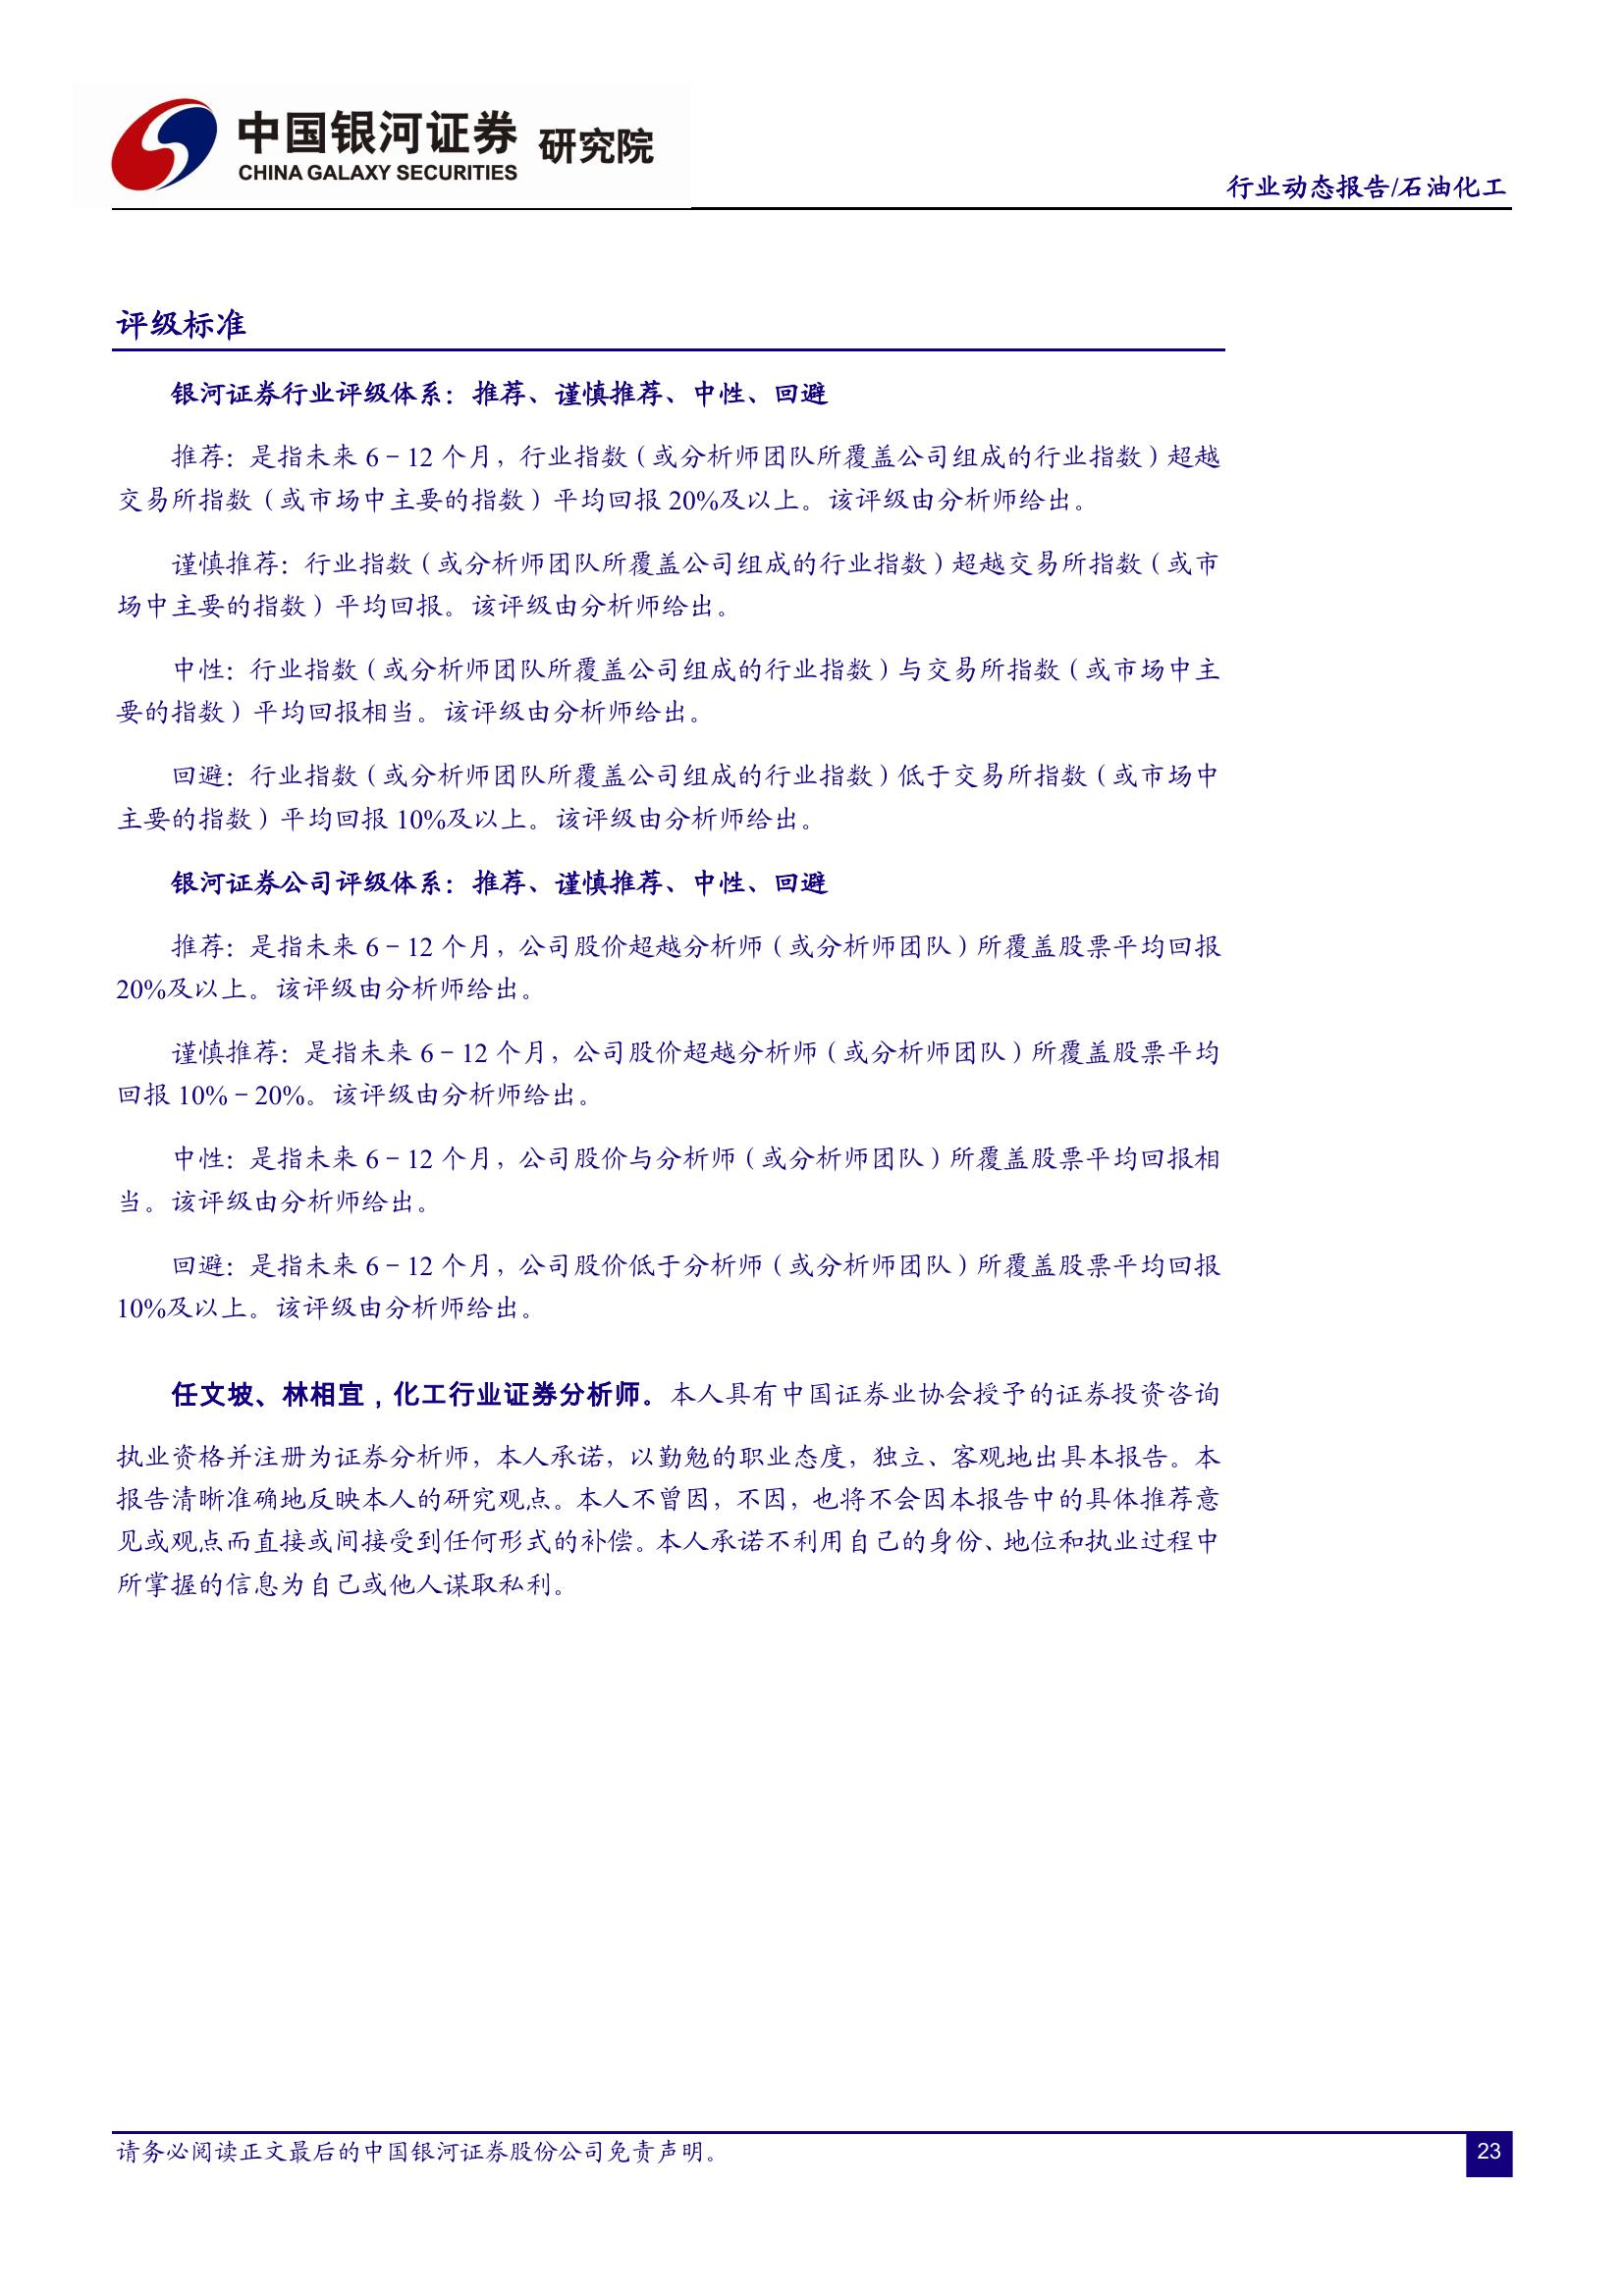 中国银河证券 研究院
CHINA GALAXY SECURITIES
行业动态报告/石油化工
评级标准
银河证券行业评级体系：推荐、谨慎推荐、中性、回避
推荐：是指未来 6－12 个月，行业指数（或分析师团队所覆盖公司组成的行业指数）超越
交易所指数（或市场中主要的指数）平均回报 20%及以上。该评级由分析师给出。
谨慎推荐：行业指数（或分析师团队所覆盖公司组成的行业指数）超越交易所指数（或市
场中主要的指数）平均回报。该评级由分析师给出。
中性：行业指数（或分析师团队所覆盖公司组成的行业指数）与交易所指数（或市场中主
要的指数）平均回报相当。该评级由分析师给出。
回避：行业指数（或分析师团队所覆盖公司组成的行业指数）低于交易所指数（或市场中
主要的指数）平均回报 10%及以上。该评级由分析师给出。
银河证券公司评级体系：推荐、谨慎推荐、中性、回避
推荐：是指未来 6－12 个月，公司股价超越分析师（或分析师团队）所覆盖股票平均回报
20%及以上。该评级由分析师给出。
谨慎推荐：是指未来 6－12 个月，公司股价超越分析师（或分析师团队）所覆盖股票平均
回报 10%－20%。该评级由分析师给出。
中性：是指未来 6－12 个月，公司股价与分析师（或分析师团队）所覆盖股票平均回报相
当。该评级由分析师给出。
回避：是指未来 6－12 个月，公司股价低于分析师（或分析师团队）所覆盖股票平均回报
10%及以上。该评级由分析师给出。
任文坡、林相宜，化工行业证券分析师。本人具有中国证券业协会授予的证券投资咨询
执业资格并注册为证券分析师，本人承诺，以勤勉的职业态度，独立、客观地出具本报告。本
报告清晰准确地反映本人的研究观点。本人不曾因，不因，也将不会因本报告中的具体推荐意
见或观点而直接或间接受到任何形式的补偿。本人承诺不利用自己的身份、地位和执业过程中
所掌握的信息为自己或他人谋取私利。
请务必阅读正文最后的中国银河证券股份公司免责声明。
23